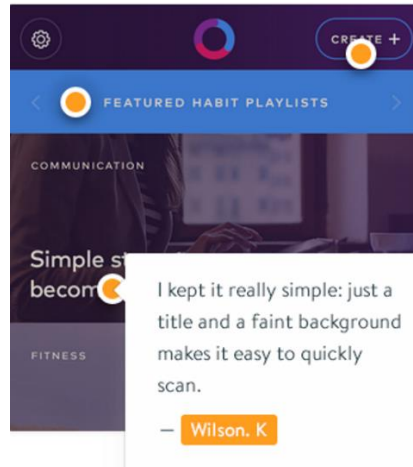 CREATE +
FEATURED HABIT PLAYLISTS
COMMUNICATION
Simple
becom
FITNESS
I kept it really simple: just a
title and a faint background
makes it easy to quickly
scan.
— Wilson. K